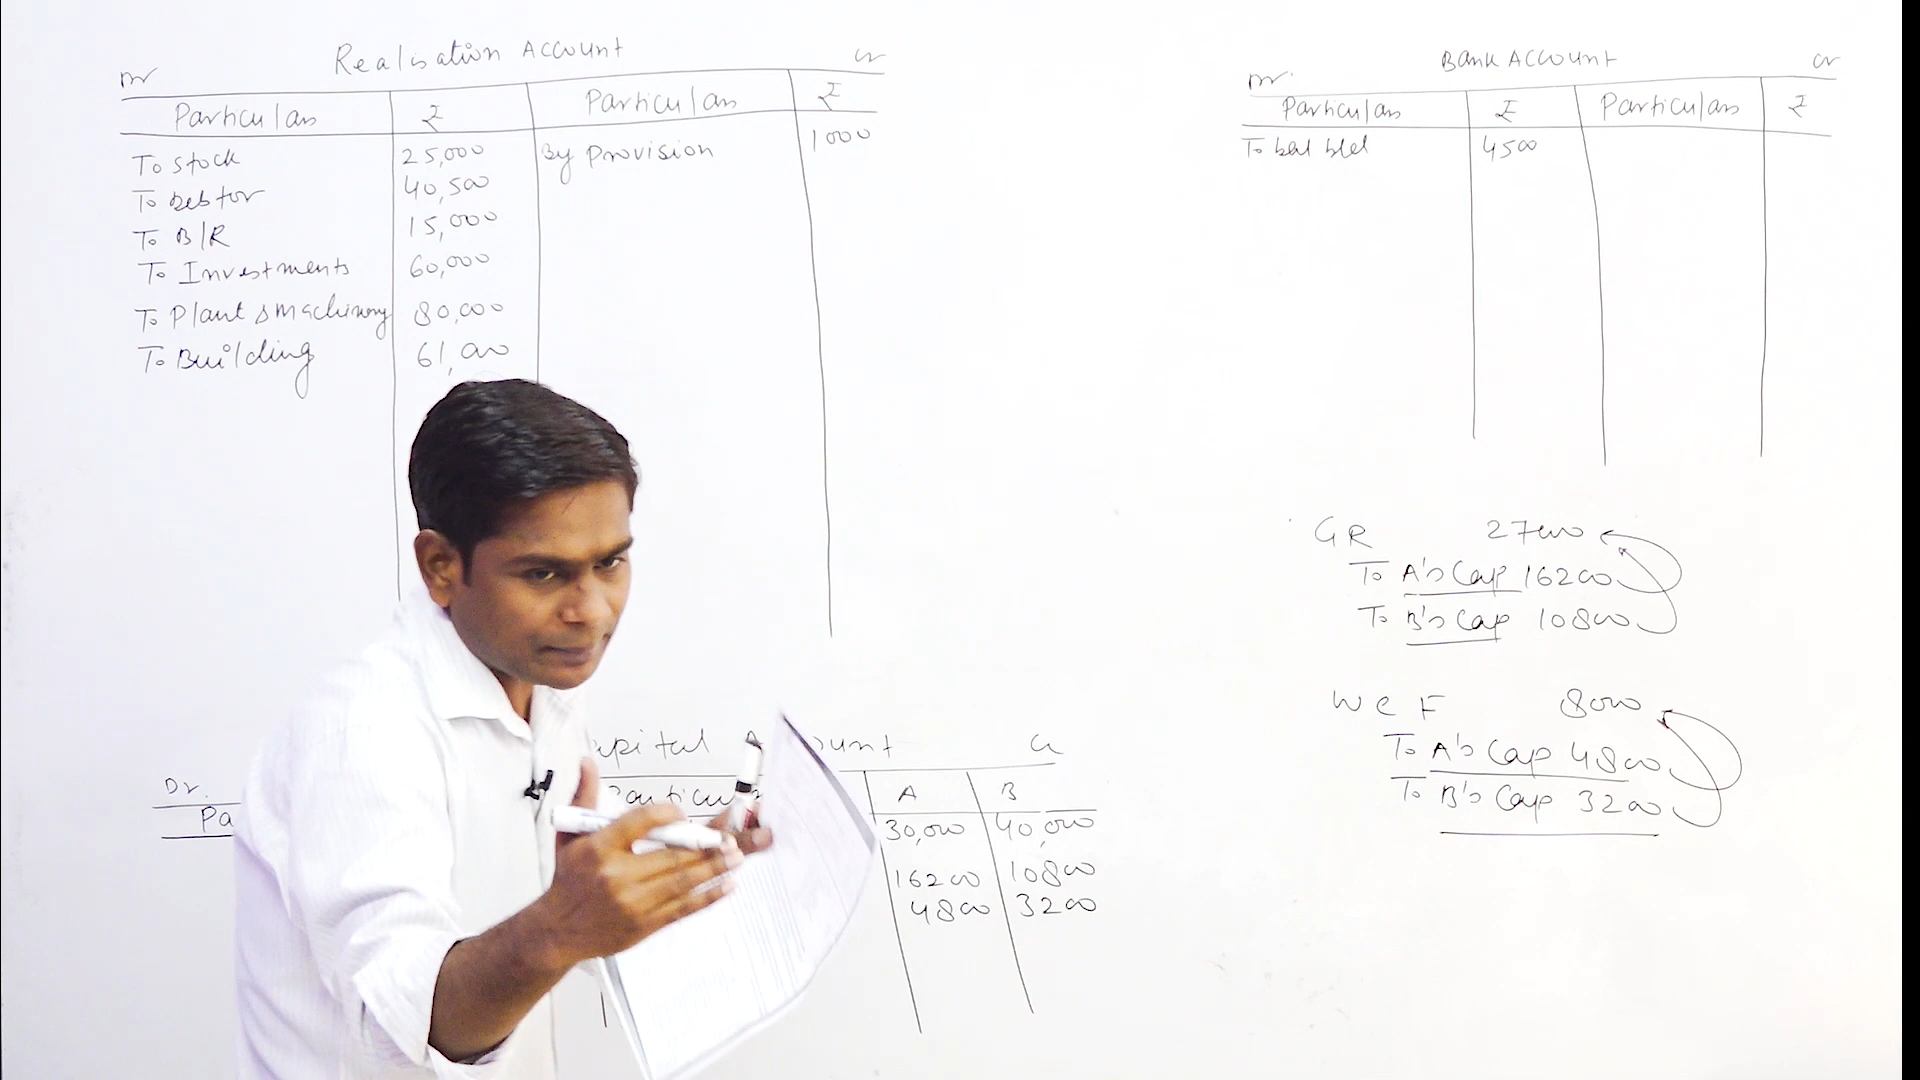 Realisation Account
Dr Cr
Particulars ₹ Particulars ₹
To Stock 25,000 By Provision 1000
To Debtor 40,500
To B/R 15,000
To Investments 60,000
To Plant & machinery 80,000
To Building 61,000
Bank Account
Dr. Cr
Particulars ₹ Particulars ₹
To bal b/d 4500
GR 27000
To A's Cap 16200
To B's Cap 10800
WCF 8000
To A's Cap 4800
To B's Cap 3200
Dr. Cr
A B
30,000 40,000
16200 10800
4800 3200